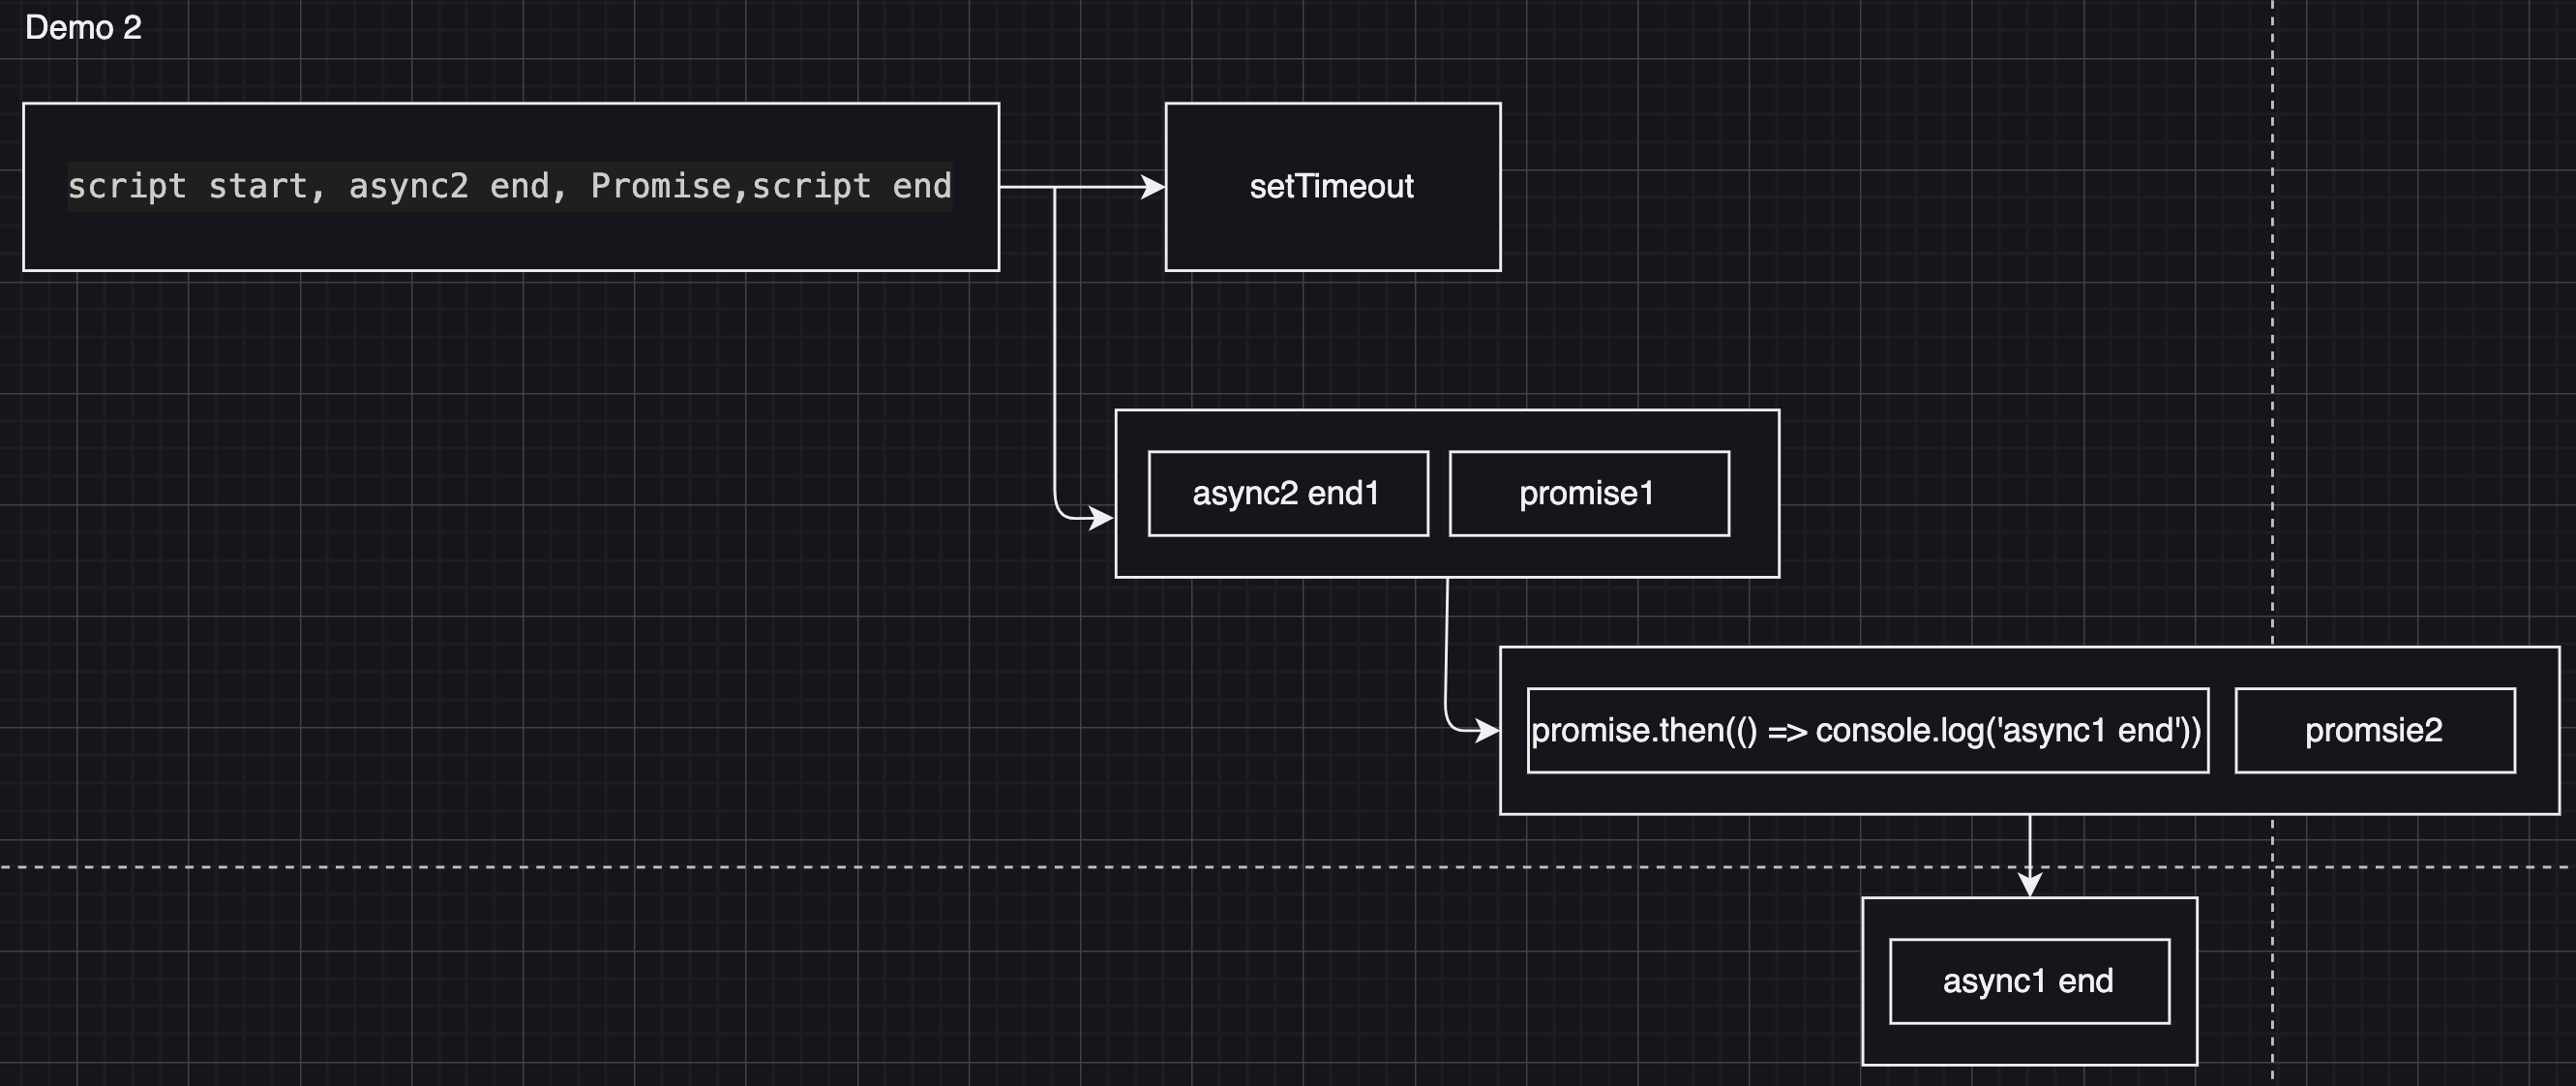 Demo 2
script start, async2 end, Promise,script end
setTimeout
async2 end1
promise1
promise.then(() => console.log('async1 end'))
promsie2
async1 end